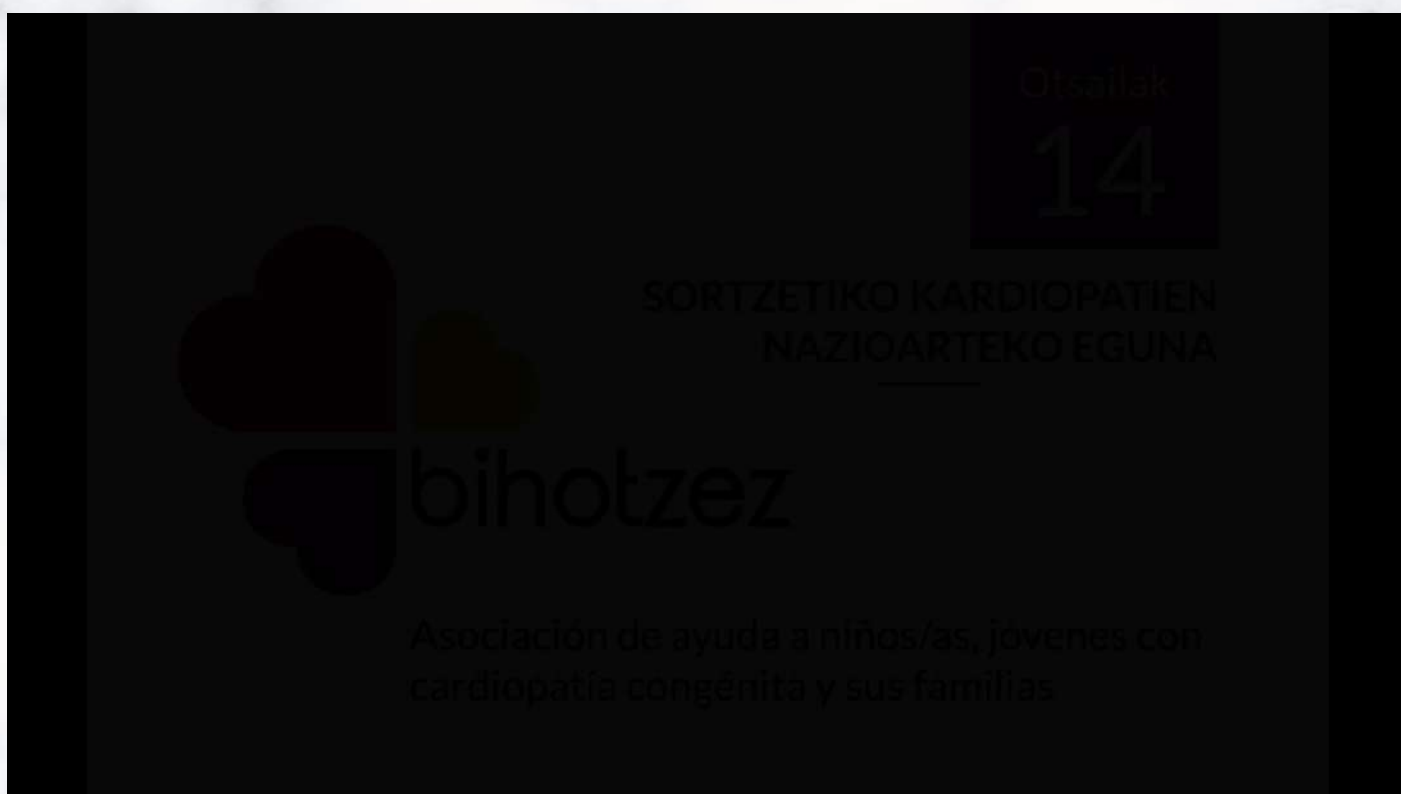 Otsailak
14
SORTZETIKO KARDIOPATIEN
NAZIOARTEKO EGUNA
bihotzez
Asociación de ayuda a niños/as, jóvenes con
cardiopatía congénita y sus familias